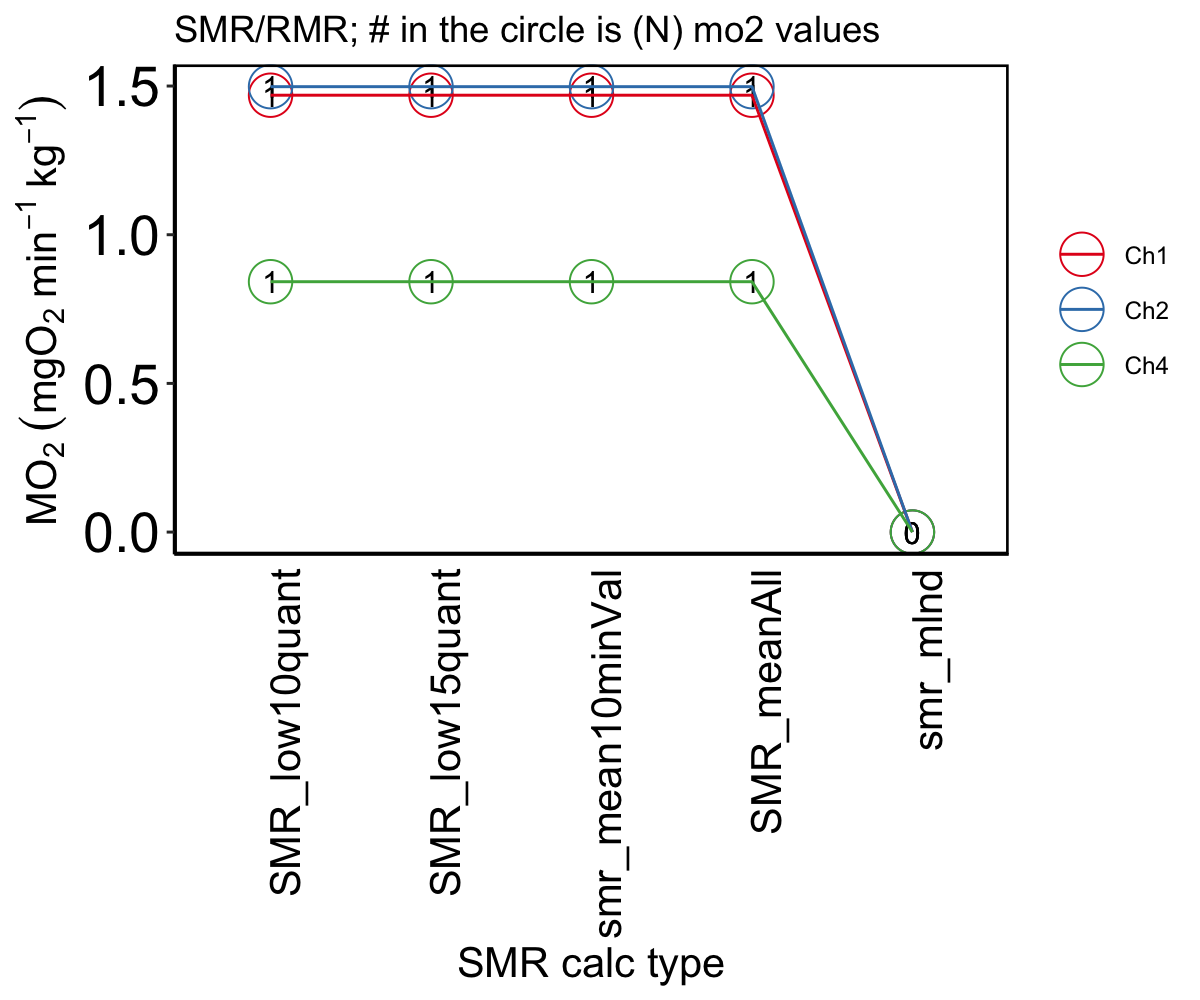 SMR/RMR; # in the circle is (N) mo2 values
MO₂ (mgO₂ min⁻¹ kg⁻¹)
1.5
1.0
0.5
0.0
1 1 1 1
1 1 1 1
1 1 1 1
0
Ch1
Ch2
Ch4
SMR_low10quant
SMR_low15quant
smr_mean10minVal
SMR_meanAll
smr_mlnd
SMR calc type